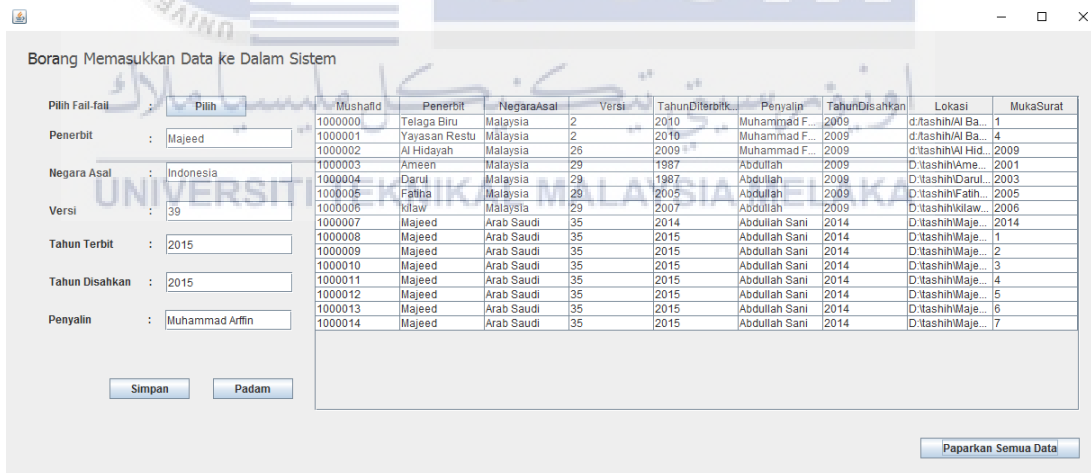 Borang Memasukkan Data ke Dalam Sistem
Pilih Fail-fail : Pilih
Penerbit : Majeed
Negara Asal : Indonesia
Versi : 39
Tahun Terbit : 2015
Tahun Disahkan : 2015
Penyalin : Muhammad Arffin
Simpan Padam
MushafId Penerbit NegaraAsal Versi TahunDiterbitk... Penyalin TahunDisahkan Lokasi MukaSurat
1000000 Telaga Biru Malaysia 2 2010 Muhammad F... 2009 d:/tashih/Al Ba... 1
1000001 Yayasan Restu Malaysia 2 2010 Muhammad F... 2009 d:/tashih/Al Ba... 4
1000002 Al Hidayah Malaysia 26 2009 Muhammad F... 2009 d:\tashih\Al Hid... 2009
1000003 Ameen Malaysia 29 1987 Abdullah 2009 D:\tashih\Ame... 2001
1000004 Darul Malaysia 29 1987 Abdullah 2009 D:\tashih\Darul... 2003
1000005 Fatiha Malaysia 29 2005 Abdullah 2009 D:\tashih\Fatih... 2005
1000006 kilaw Malaysia 29 2007 Abdullah 2009 D:\tashih\kilaw... 2006
1000007 Majeed Arab Saudi 35 2014 Abdullah Sani 2014 D:\tashih\Maje... 2014
1000008 Majeed Arab Saudi 35 2015 Abdullah Sani 2014 D:\tashih\Maje... 1
1000009 Majeed Arab Saudi 35 2015 Abdullah Sani 2014 D:\tashih\Maje... 2
1000010 Majeed Arab Saudi 35 2015 Abdullah Sani 2014 D:\tashih\Maje... 3
1000011 Majeed Arab Saudi 35 2015 Abdullah Sani 2014 D:\tashih\Maje... 4
1000012 Majeed Arab Saudi 35 2015 Abdullah Sani 2014 D:\tashih\Maje... 5
1000013 Majeed Arab Saudi 35 2015 Abdullah Sani 2014 D:\tashih\Maje... 6
1000014 Majeed Arab Saudi 35 2015 Abdullah Sani 2014 D:\tashih\Maje... 7
Paparkan Semua Data
اونيۏرسيتي تيكنيكل مليسيا ملاك
UNIVERSITI TEKNIKAL MALAYSIA MELAKA